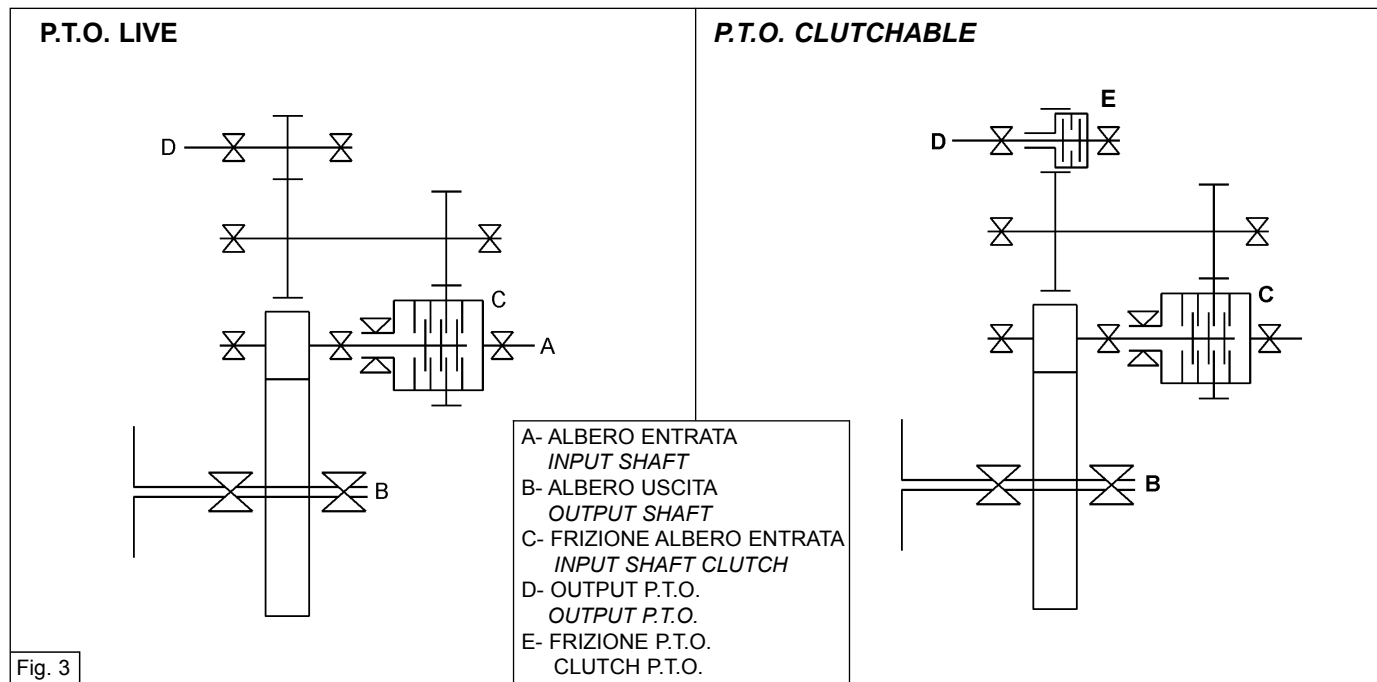 P.T.O. LIVE
D
C
A
B
P.T.O. CLUTCHABLE
E
D
C
B
A- ALBERO ENTRATA
INPUT SHAFT
B- ALBERO USCITA
OUTPUT SHAFT
C- FRIZIONE ALBERO ENTRATA
INPUT SHAFT CLUTCH
D- OUTPUT P.T.O.
OUTPUT P.T.O.
E- FRIZIONE P.T.O.
CLUTCH P.T.O.
Fig. 3